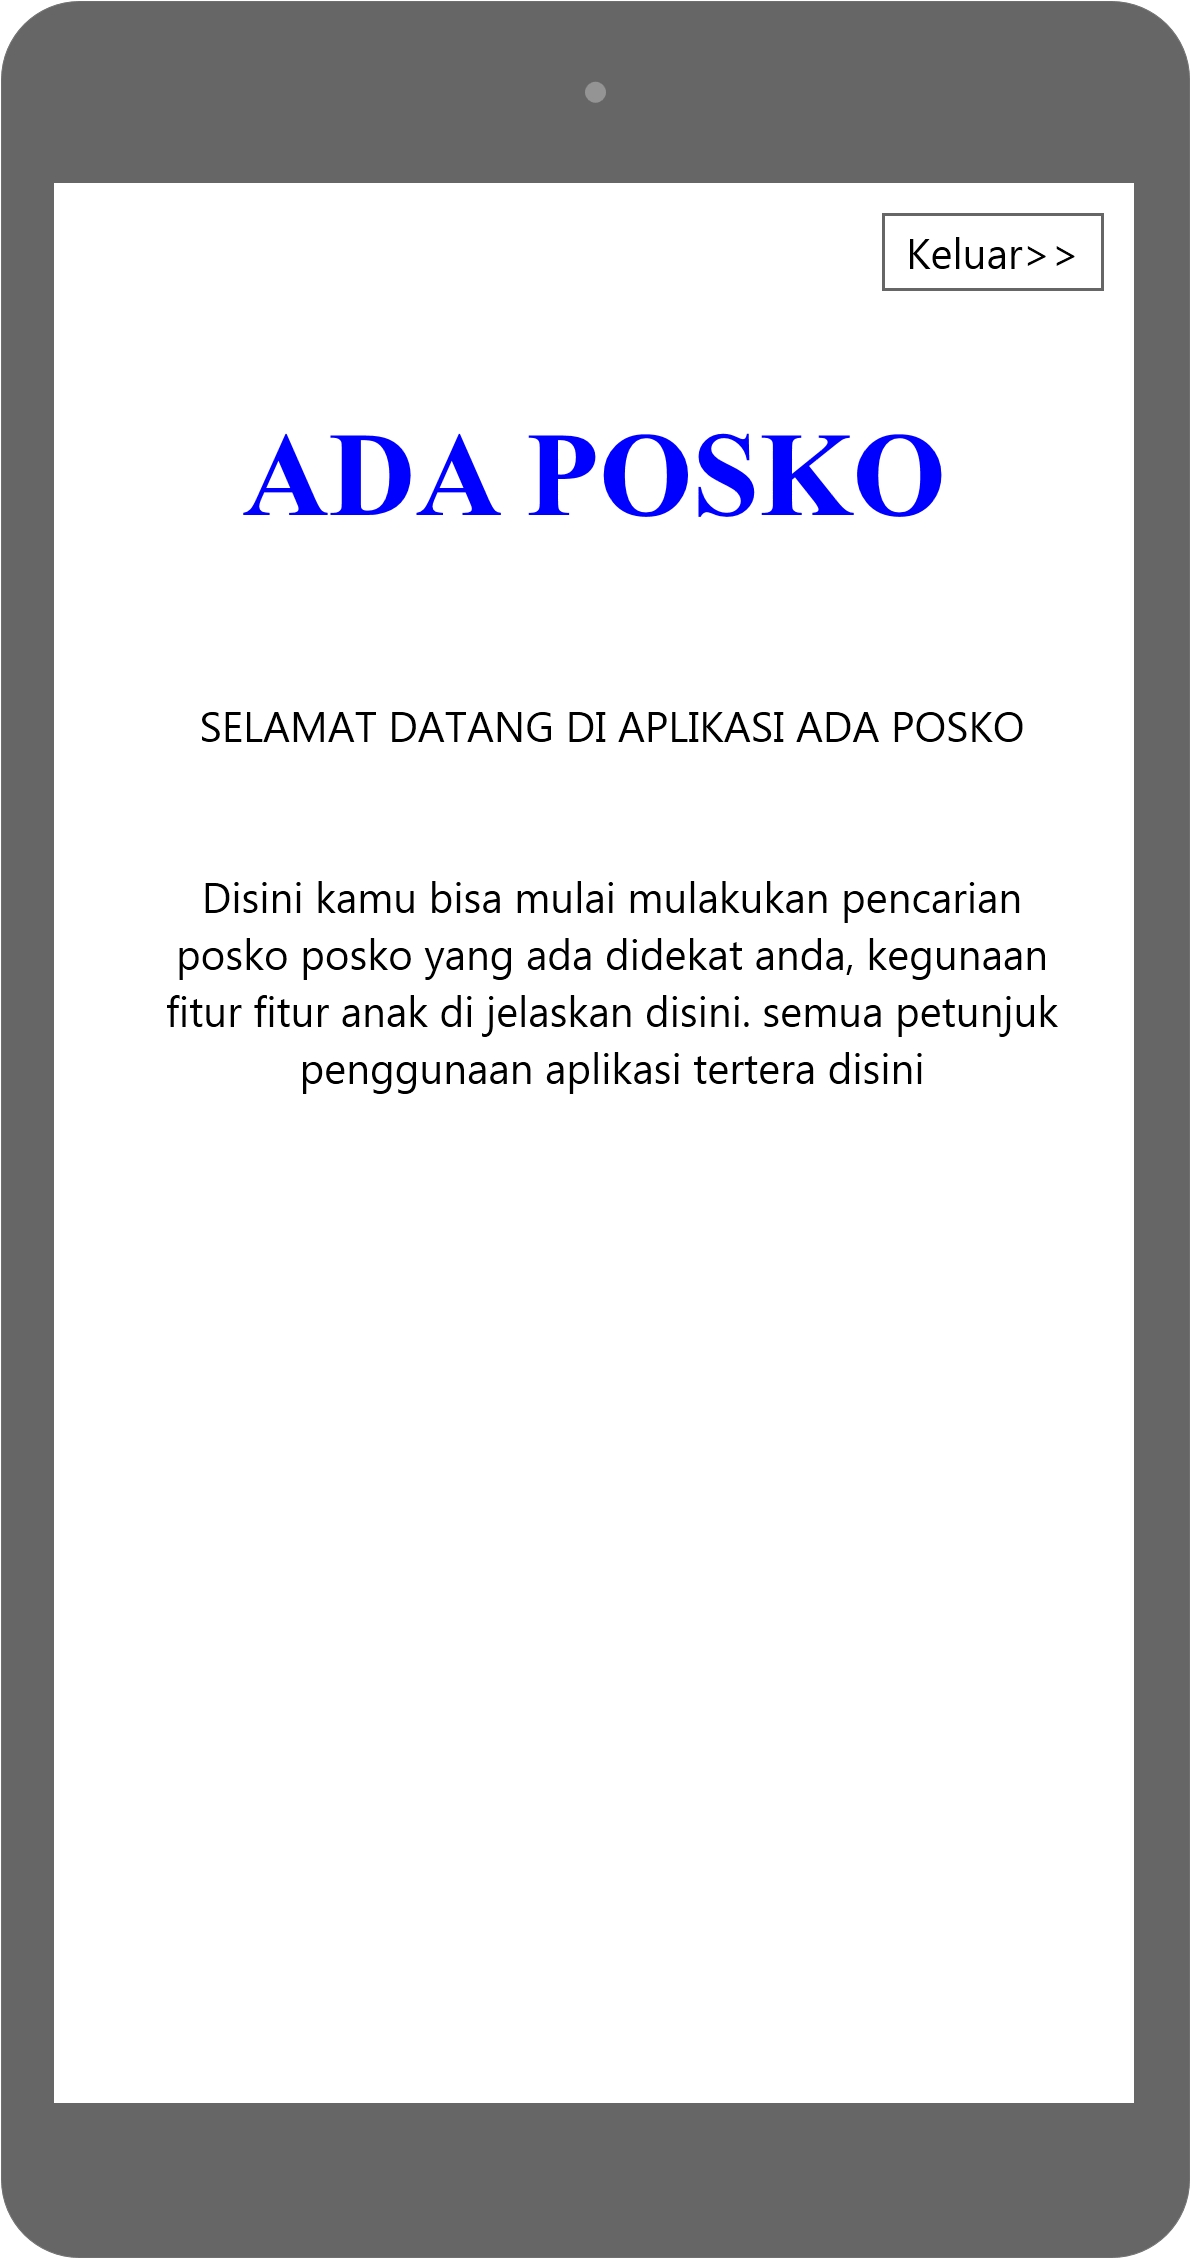 Keluar>>
ADA POSKO
SELAMAT DATANG DI APLIKASI ADA POSKO
Disini kamu bisa mulai mulakukan pencarian
posko posko yang ada didekat anda, kegunaan
fitur fitur anak di jelaskan disini. semua petunjuk
penggunaan aplikasi tertera disini